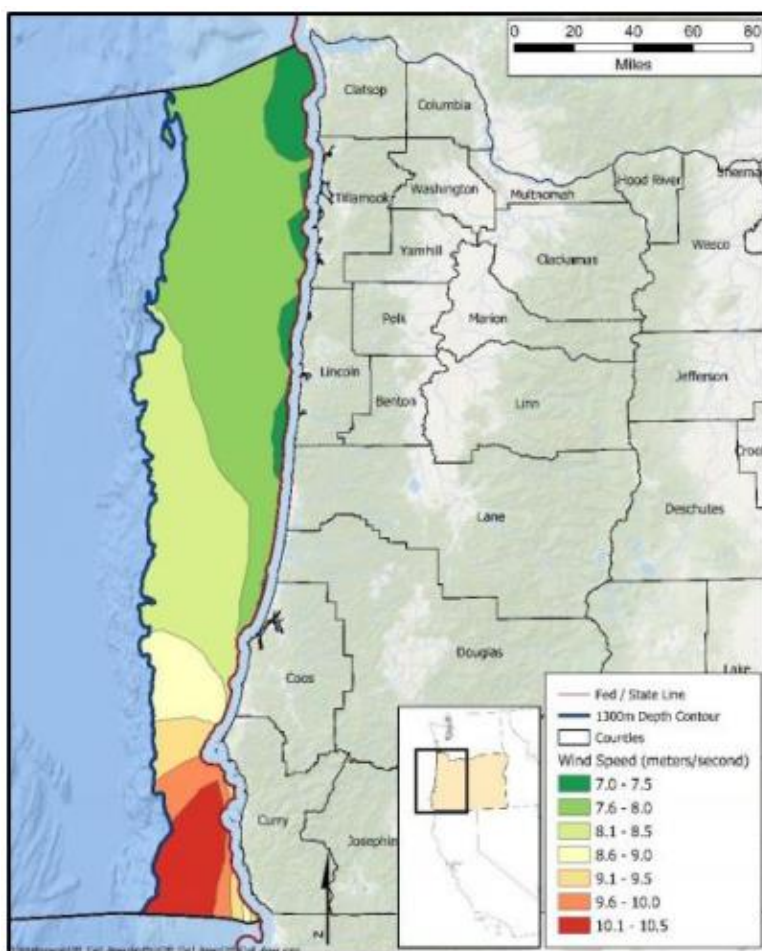 0 20 40 60 80
Miles
Clatsop
Columbia
Tillamook
Washington
Multnomah
Hood River
Sherma
Yamhill
Clackamas
Wasco
Polk
Marion
Lincoln
Jefferson
Benton
Linn
Croo
Lane
Deschutes
Coos
Douglas
Lake
Curry
Josephin
N
Fed / State Line
1300m Depth Contour
Counties
Wind Speed (meters/second)
7.0 - 7.5
7.6 - 8.0
8.1 - 8.5
8.6 - 9.0
9.1 - 9.5
9.6 - 10.0
10.1 - 10.5